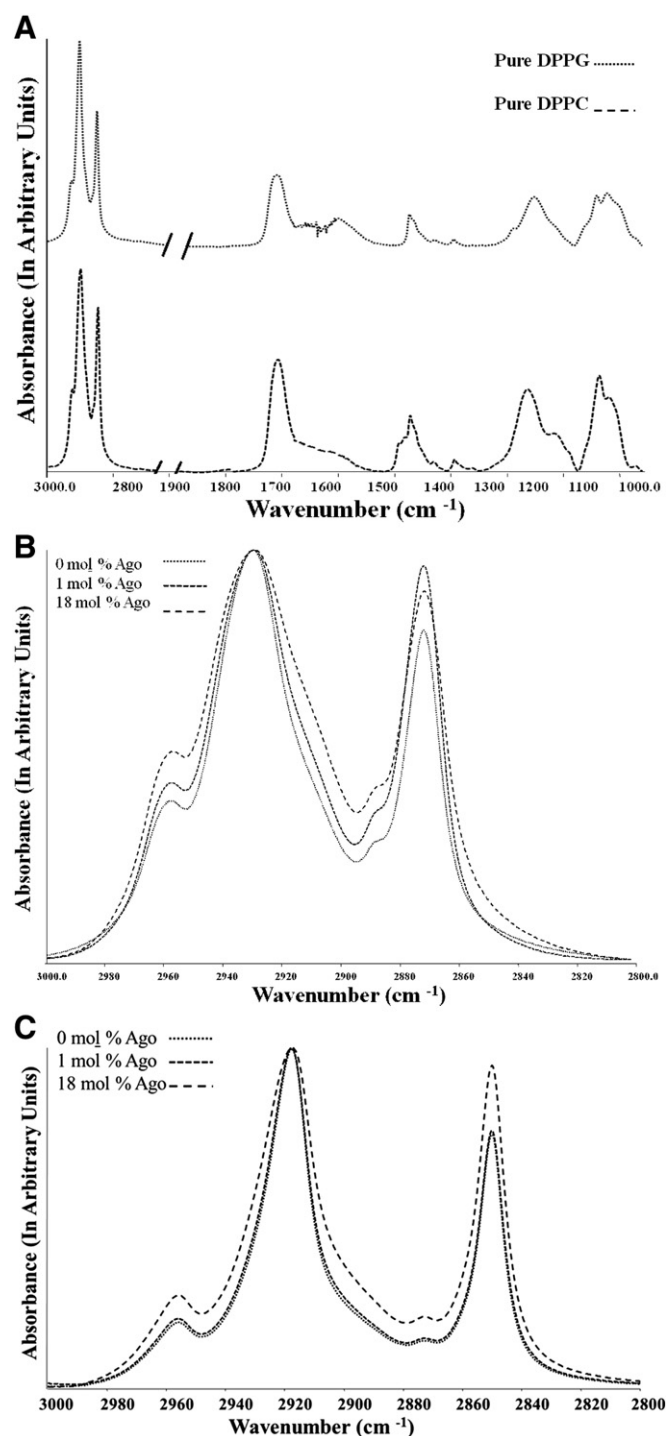 A
Pure DPPG
Pure DPPC
Absorbance (In Arbitrary Units)
3000.0 2800 1900 1700 1600 1500 1400 1300 1200 1100 1000.0
Wavenumber (cm -1)
B
0 mol % Ago
1 mol % Ago
18 mol % Ago
Absorbance (In Arbitrary Units)
3000.0 2980 2960 2940 2920 2900 2880 2860 2840 2820 2800.0
Wavenumber (cm -1)
C
0 mol % Ago
1 mol % Ago
18 mol % Ago
Absorbance (In Arbitrary Units)
3000 2980 2960 2940 2920 2900 2880 2860 2840 2820 2800
Wavenumber (cm -1)